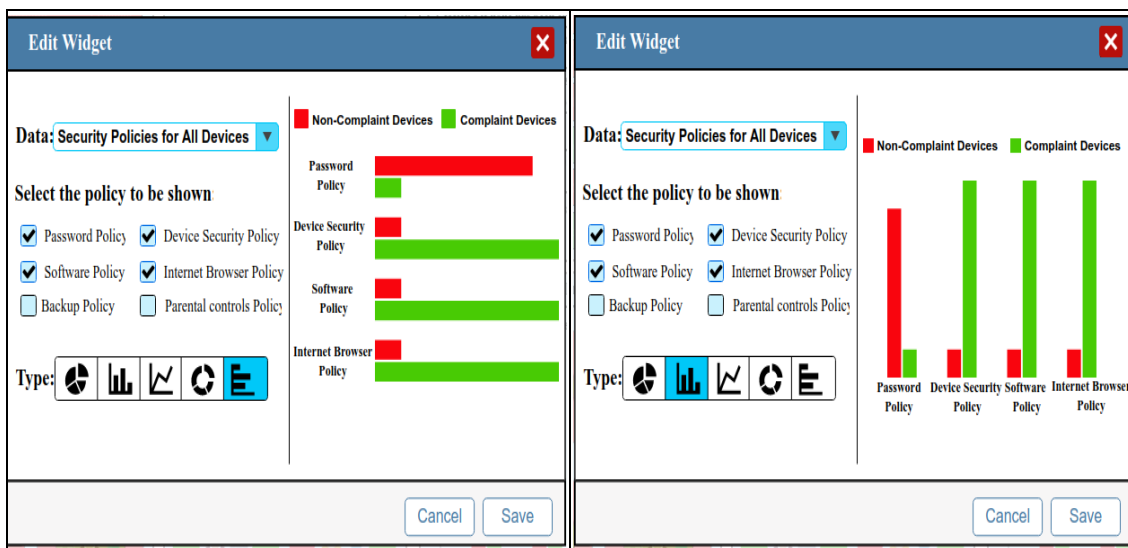 Edit Widget
X
Data: Security Policies for All Devices
Select the policy to be shown:
Password Policy Device Security Policy
Software Policy Internet Browser Policy
Backup Policy Parental controls Policy
Type:
Non-Complaint Devices Complaint Devices
Password
Policy
Device Security
Policy
Software
Policy
Internet Browser
Policy
Cancel Save
Edit Widget
X
Data: Security Policies for All Devices
Select the policy to be shown:
Password Policy Device Security Policy
Software Policy Internet Browser Policy
Backup Policy Parental controls Policy
Type:
Non-Complaint Devices Complaint Devices
Password Device Security Software Internet Browser
Policy Policy Policy Policy
Cancel Save